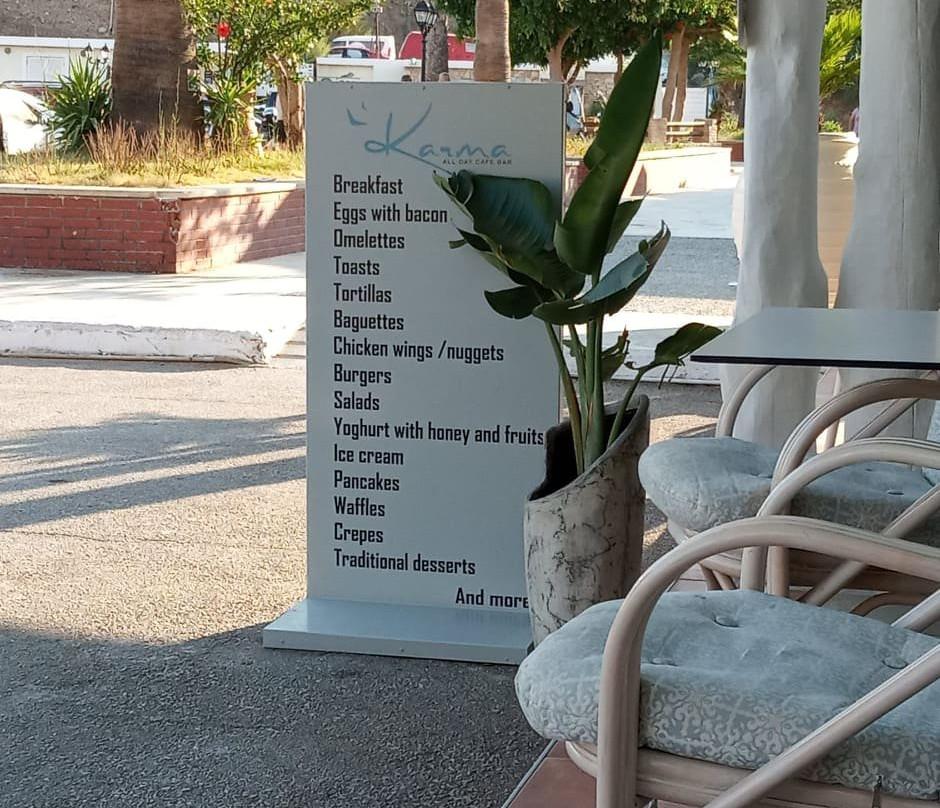 Karma
ALL DAY CAFE BAR
Breakfast
Eggs with bacon
Omelettes
Toasts
Tortillas
Baguettes
Chicken wings /nuggets
Burgers
Salads
Yoghurt with honey and fruits
Ice cream
Pancakes
Waffles
Crepes
Traditional desserts
And more